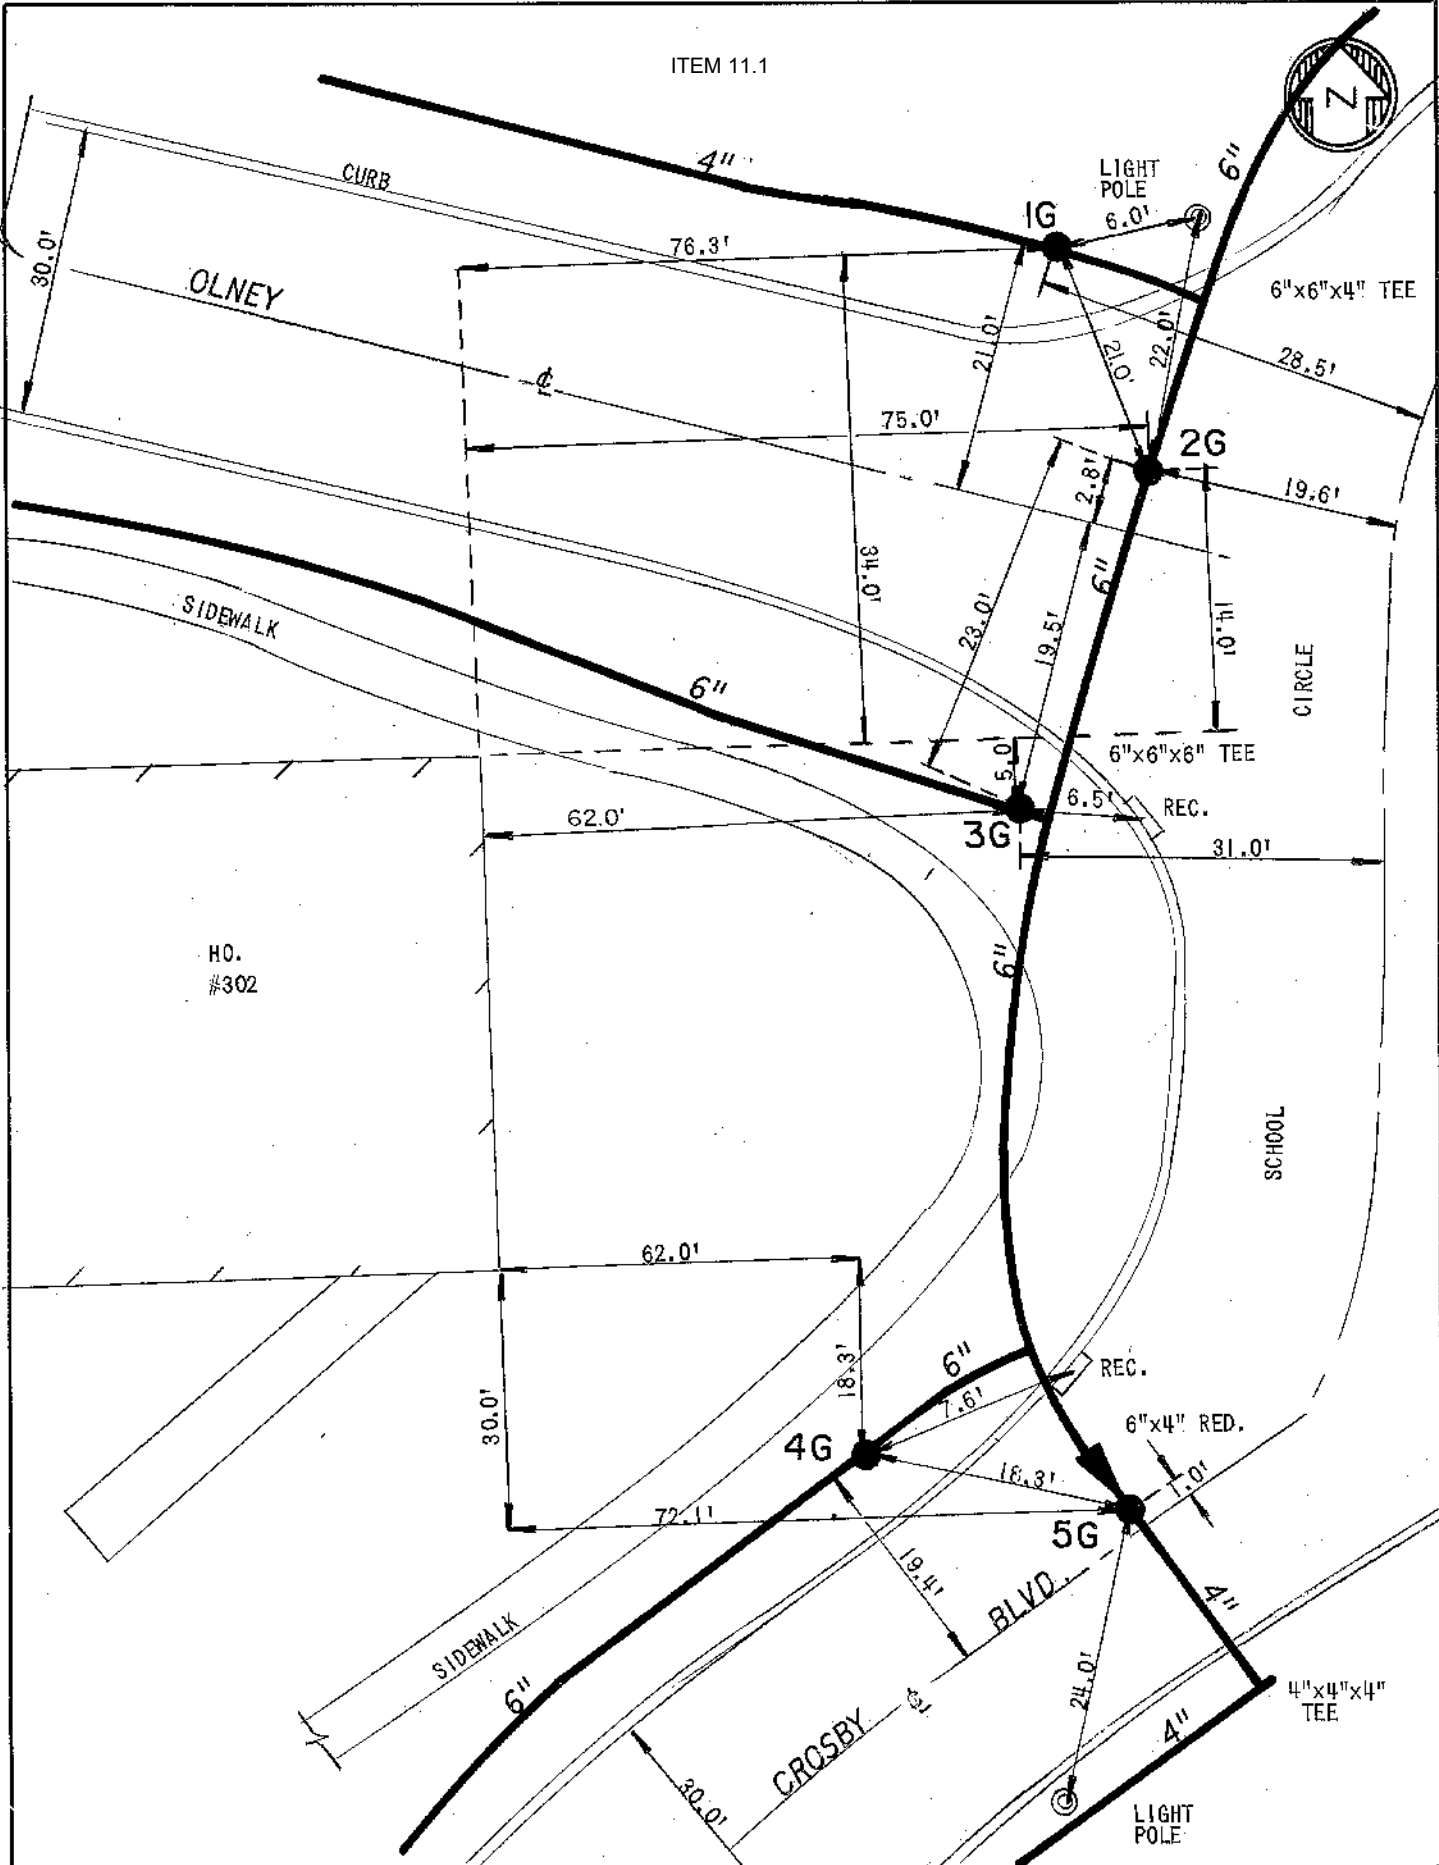 ITEM 11.1
N
4"
6"
CURB
LIGHT
POLE
1G
6.0'
76.3'
30.0'
OLNEY
6"x6"x4" TEE
22.0'
21.0'
21.0'
28.5'
℄
75.0'
2G
2.8'
19.6'
34.0'
6"
23.0'
19.5'
14.0'
SIDEWALK
CIRCLE
6"
6"x6"x6" TEE
5.0
6.5'
REC.
62.0'
3G
31.0'
HO.
#302
6"
SCHOOL
62.0'
18.3'
6"
REC.
30.0'
7.6'
6"x4" RED.
4G
18.3'
1.0'
72.1'
5G
19.4'
BLVD.
4"
SIDEWALK
24.0'
6"
℄
4"x4"x4"
TEE
4"
CROSBY
30.0'
LIGHT
POLE